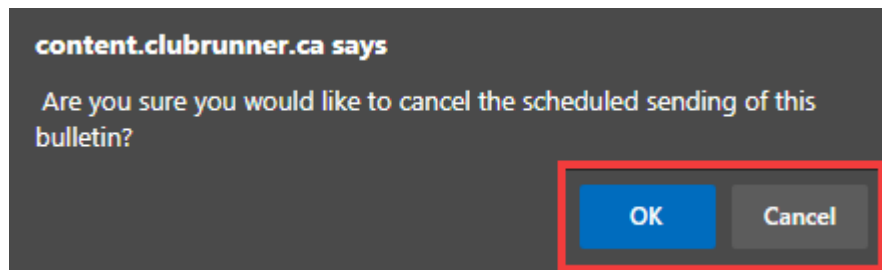 content.clubrunner.ca says
Are you sure you would like to cancel the scheduled sending of this
bulletin?
OK
Cancel